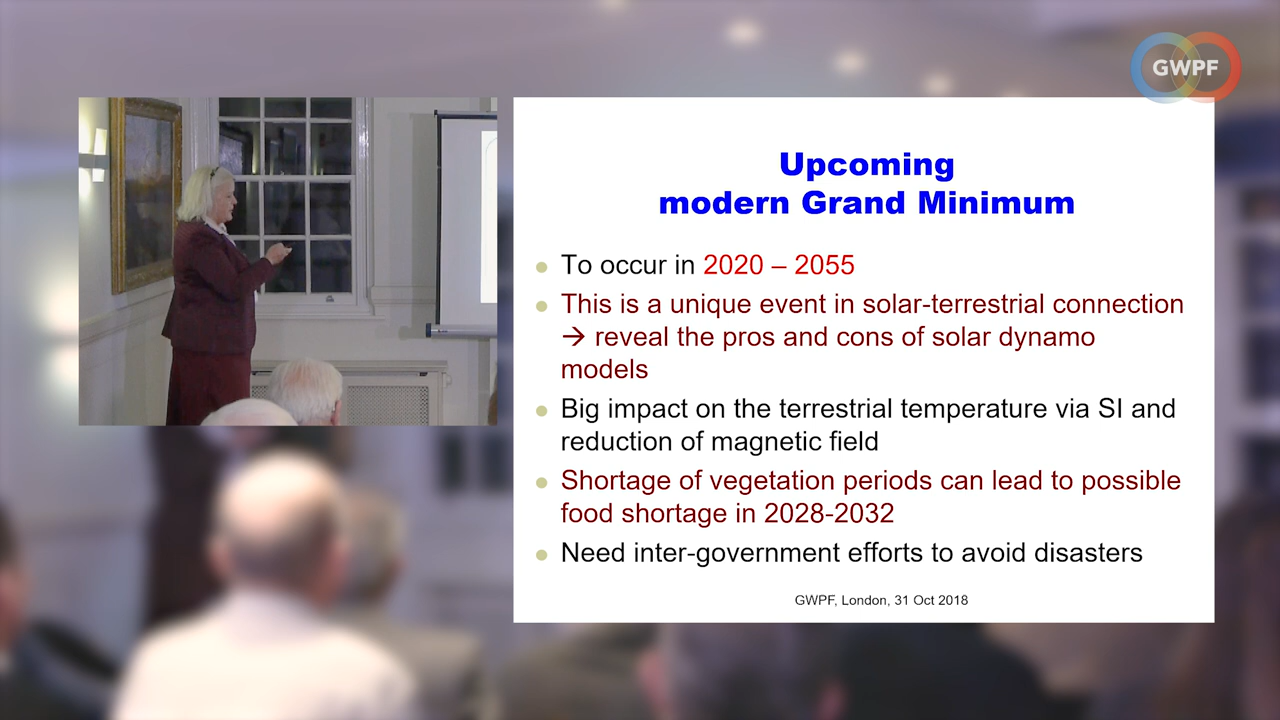 GWPF
Upcoming
modern Grand Minimum
To occur in 2020 – 2055
This is a unique event in solar-terrestrial connection
→ reveal the pros and cons of solar dynamo
models
Big impact on the terrestrial temperature via SI and
reduction of magnetic field
Shortage of vegetation periods can lead to possible
food shortage in 2028-2032
Need inter-government efforts to avoid disasters
GWPF, London, 31 Oct 2018